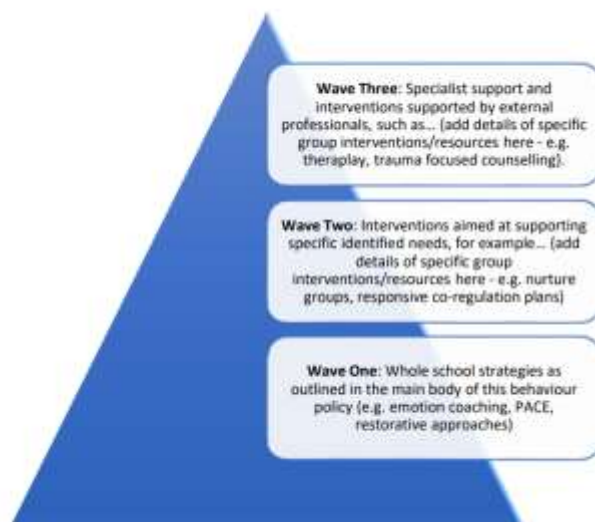 Wave Three: Specialist support and
interventions supported by external
professionals, such as... (add details of specific
group interventions/resources here - e.g.
theraplay, trauma focused counselling).
Wave Two: Interventions aimed at supporting
specific identified needs, for example... (add
details of specific group
interventions/resources here - e.g. nurture
groups, responsive co-regulation plans)
Wave One: Whole school strategies as
outlined in the main body of this behaviour
policy (e.g. emotion coaching, PACE,
restorative approaches)